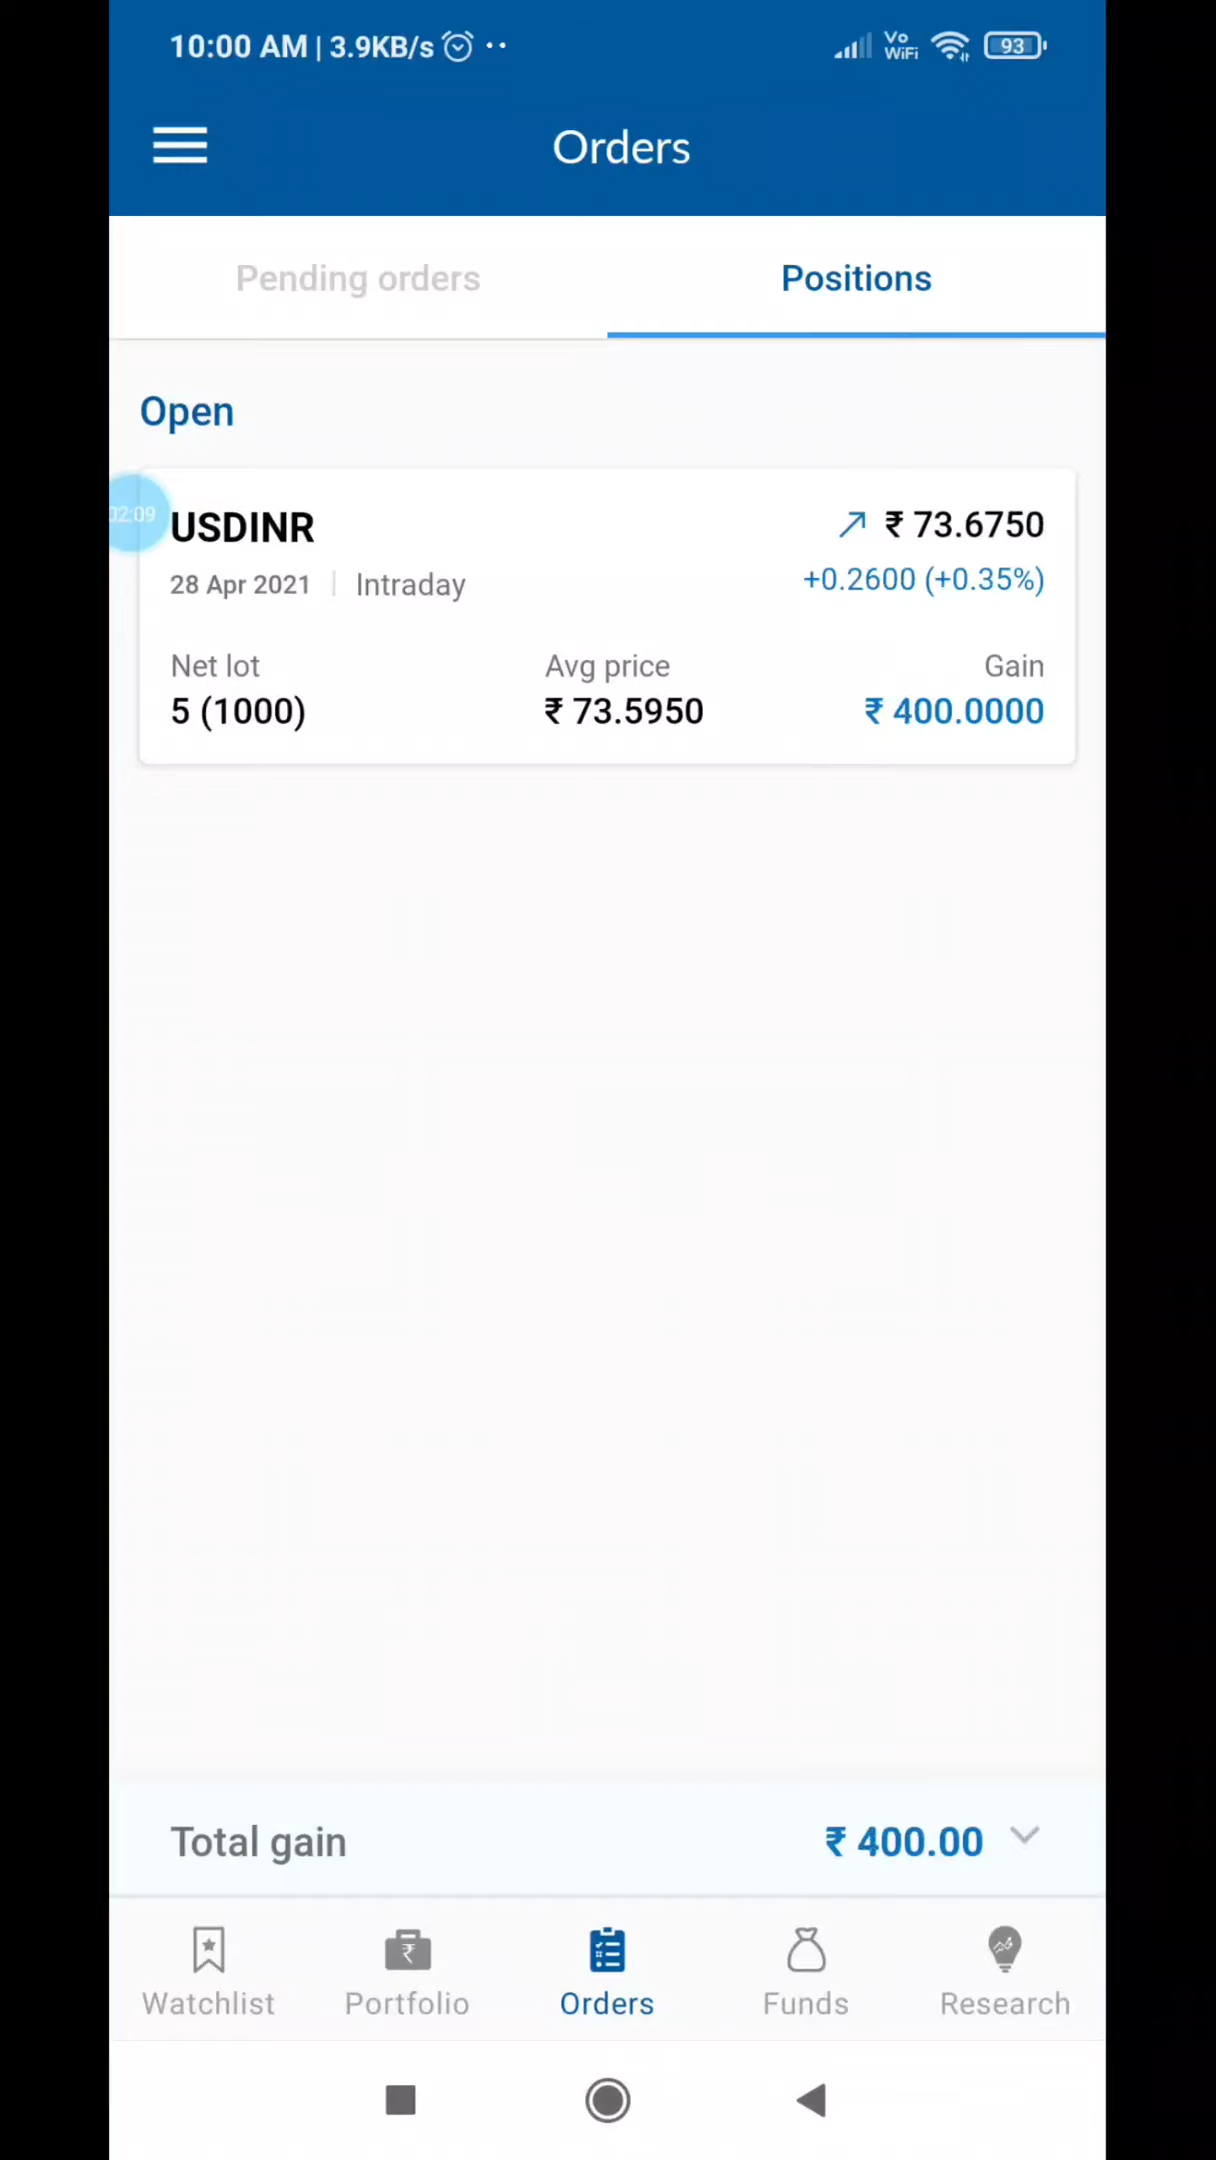 10:00 AM | 3.9KB/s
Vo WiFi
93
Orders
Pending orders
Positions
Open
02:09
USDINR
₹ 73.6750
28 Apr 2021 | Intraday
+0.2600 (+0.35%)
Net lot
Avg price
Gain
5 (1000)
₹ 73.5950
₹ 400.0000
Total gain
₹ 400.00
Watchlist
Portfolio
Orders
Funds
Research